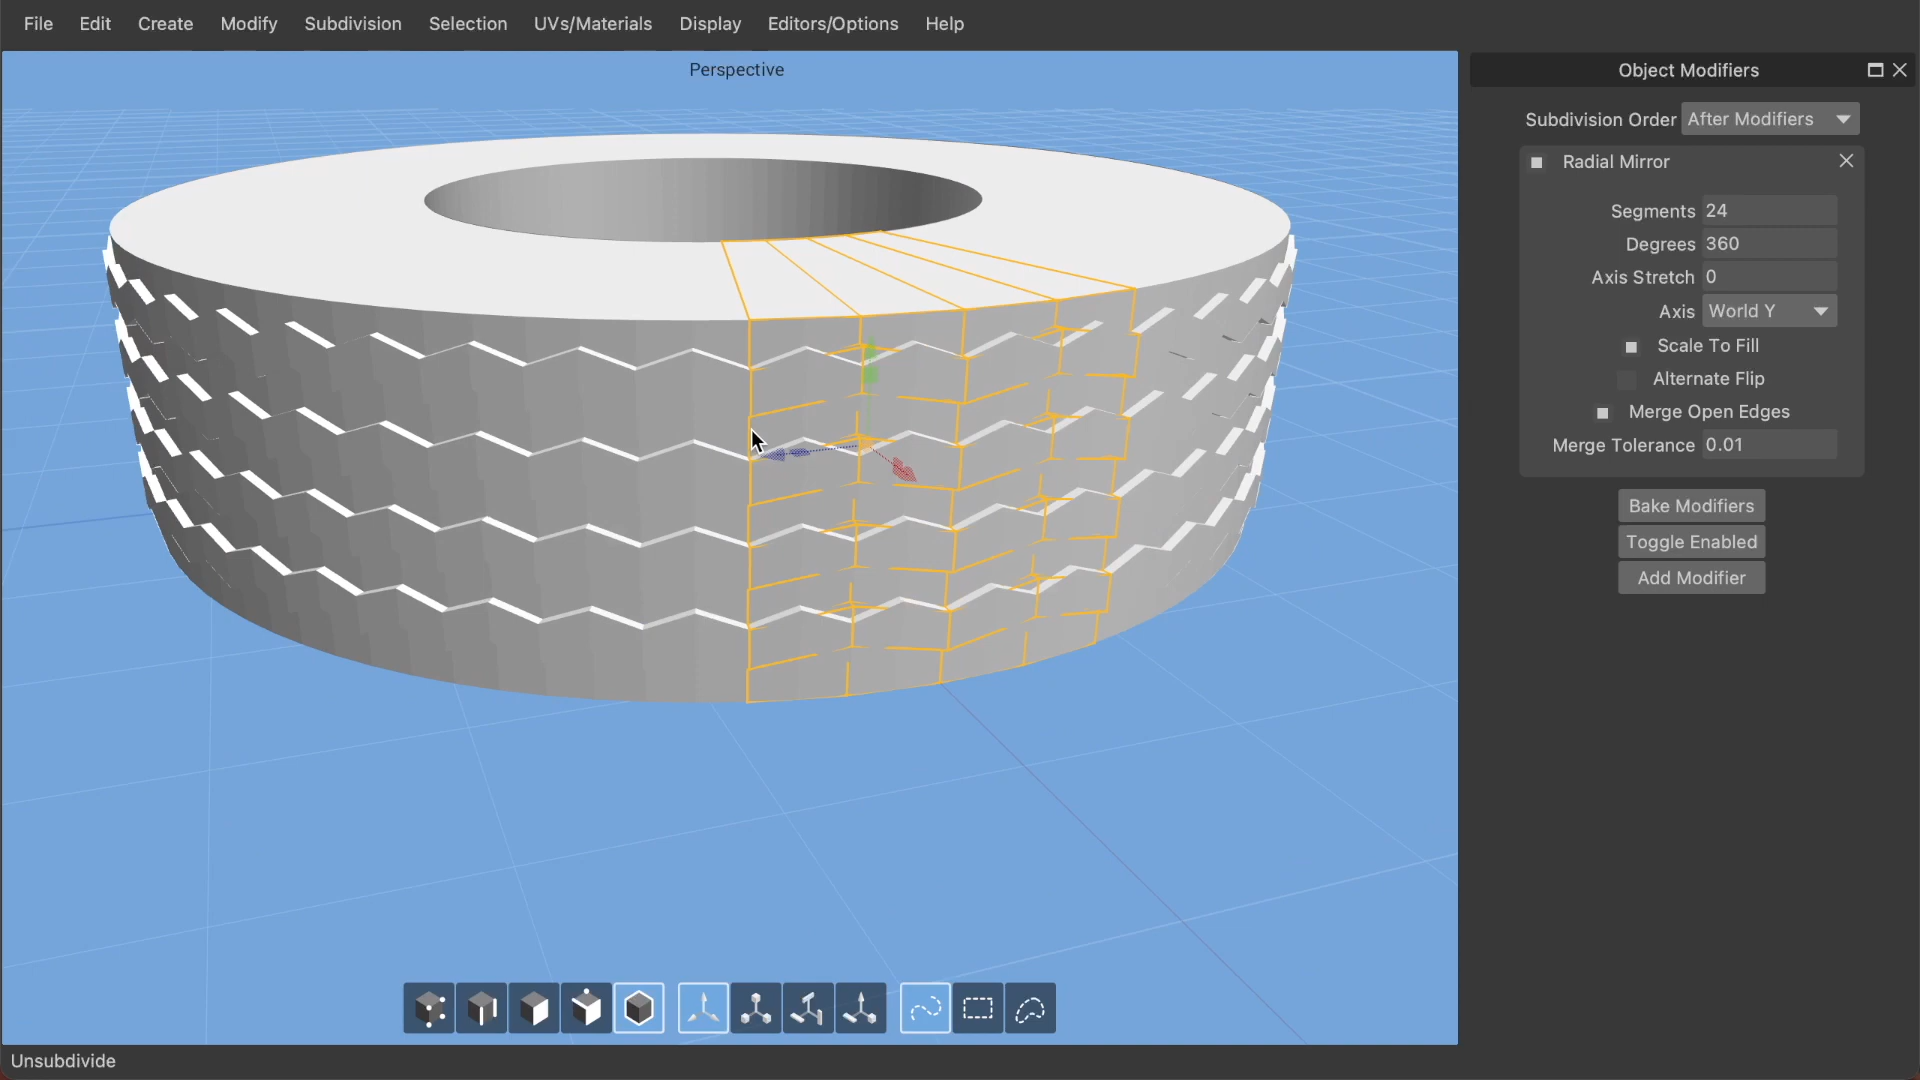 File Edit Create Modify Subdivision Selection UVs/Materials Display Editors/Options Help
Perspective
Object Modifiers
Subdivision Order After Modifiers
Radial Mirror
Segments 24
Degrees 360
Axis Stretch 0
Axis World Y
Scale To Fill
Alternate Flip
Merge Open Edges
Merge Tolerance 0.01
Bake Modifiers
Toggle Enabled
Add Modifier
Unsubdivide